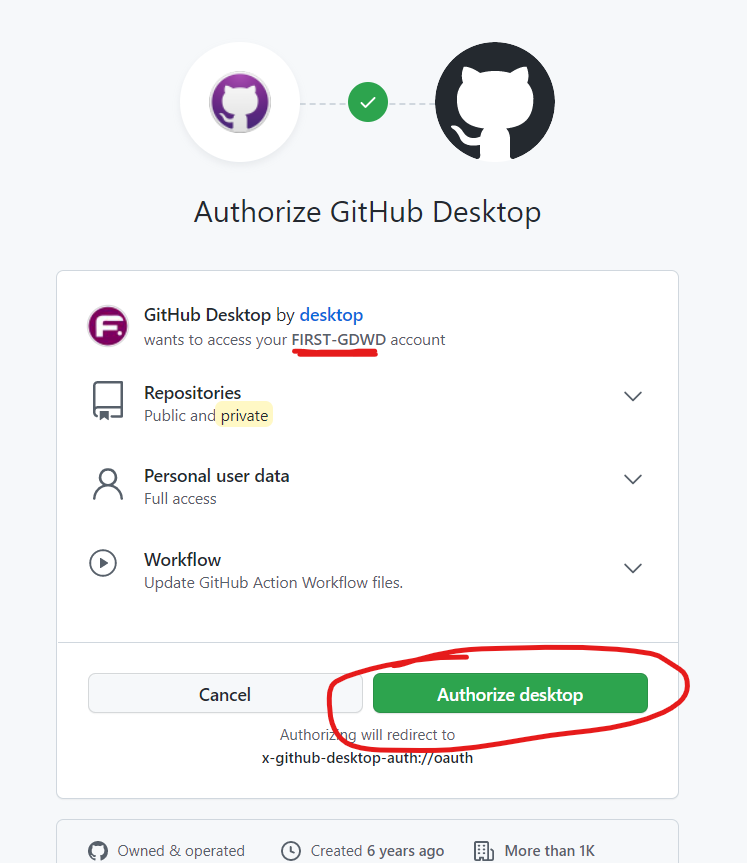 Authorize GitHub Desktop
GitHub Desktop by desktop
wants to access your FIRST-GDWD account
Repositories
Public and private
Personal user data
Full access
Workflow
Update GitHub Action Workflow files.
Cancel
Authorize desktop
Authorizing will redirect to
x-github-desktop-auth://oauth
Owned & operated
Created 6 years ago
More than 1K